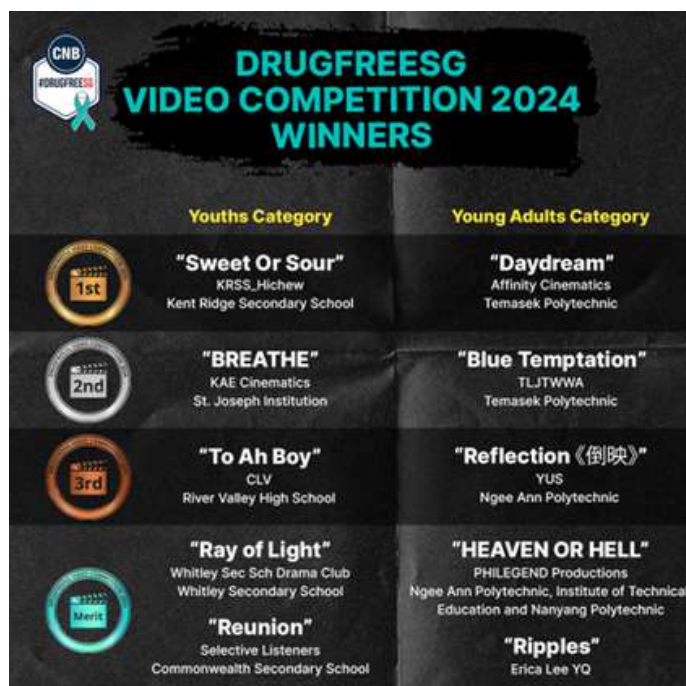 CNB
#DRUGFREESG
DRUGFREESG
VIDEO COMPETITION 2024
WINNERS
Youths Category
Young Adults Category
1st
"Sweet Or Sour"
KRSS_Hichew
Kent Ridge Secondary School
"Daydream"
Affinity Cinematics
Temasek Polytechnic
2nd
"BREATHE"
KAE Cinematics
St. Joseph Institution
"Blue Temptation"
TLJTWWA
Temasek Polytechnic
3rd
"To Ah Boy"
CLV
River Valley High School
"Reflection《倒映》"
YUS
Ngee Ann Polytechnic
Merit
"Ray of Light"
Whitley Sec Sch Drama Club
Whitley Secondary School
"Reunion"
Selective Listeners
Commonwealth Secondary School
"HEAVEN OR HELL"
PHILEGEND Productions
Ngee Ann Polytechnic, Institute of Technical
Education and Nanyang Polytechnic
"Ripples"
Erica Lee YQ